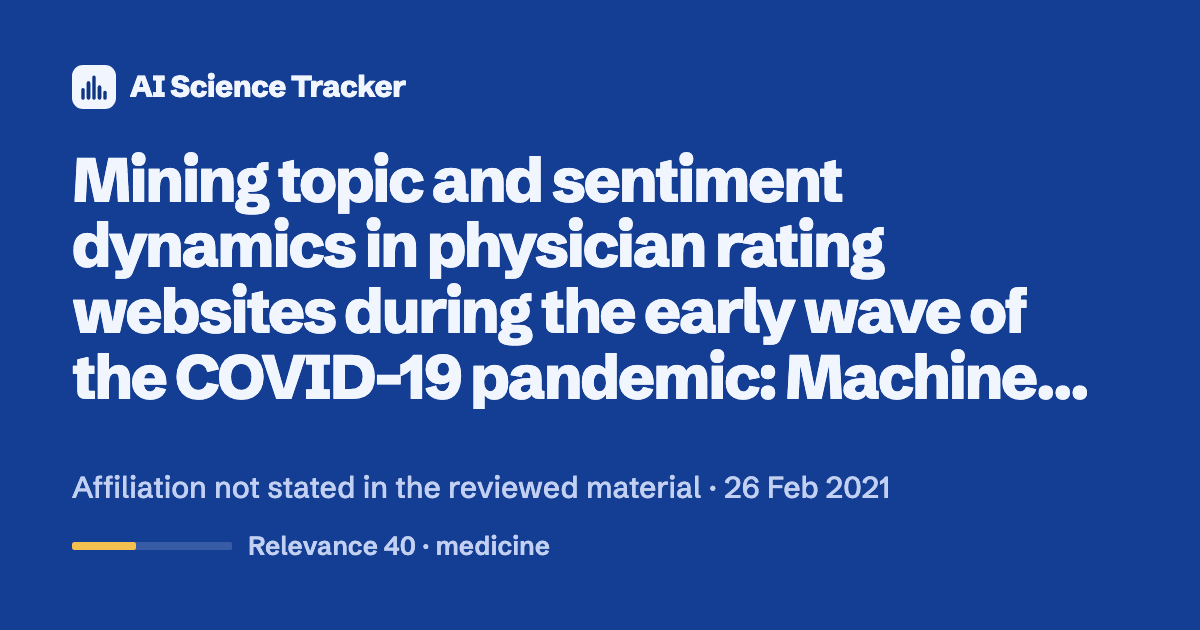 AI Science Tracker
Mining topic and sentiment
dynamics in physician rating
websites during the early wave of
the COVID-19 pandemic: Machine...
Affiliation not stated in the reviewed material · 26 Feb 2021
Relevance 40 · medicine